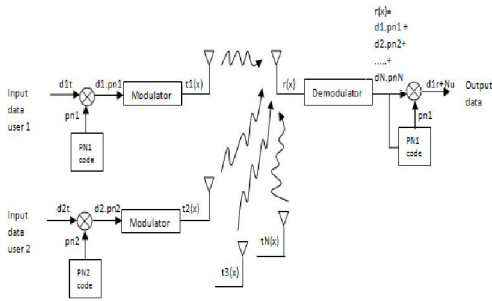 r(x)=
d1.pn1 +
d2.pn2+
.....+
dN.pnN
Input
data
user 1
d1t
d1.pn1
Modulator
t1(x)
r(x)
Demodulator
d1r+Nu
Output
data
pn1
PN1
code
pn1
PN1
code
Input
data
user 2
d2t
d2.pn2
Modulator
t2(x)
pn2
PN2
code
t3(x)
tN(x)